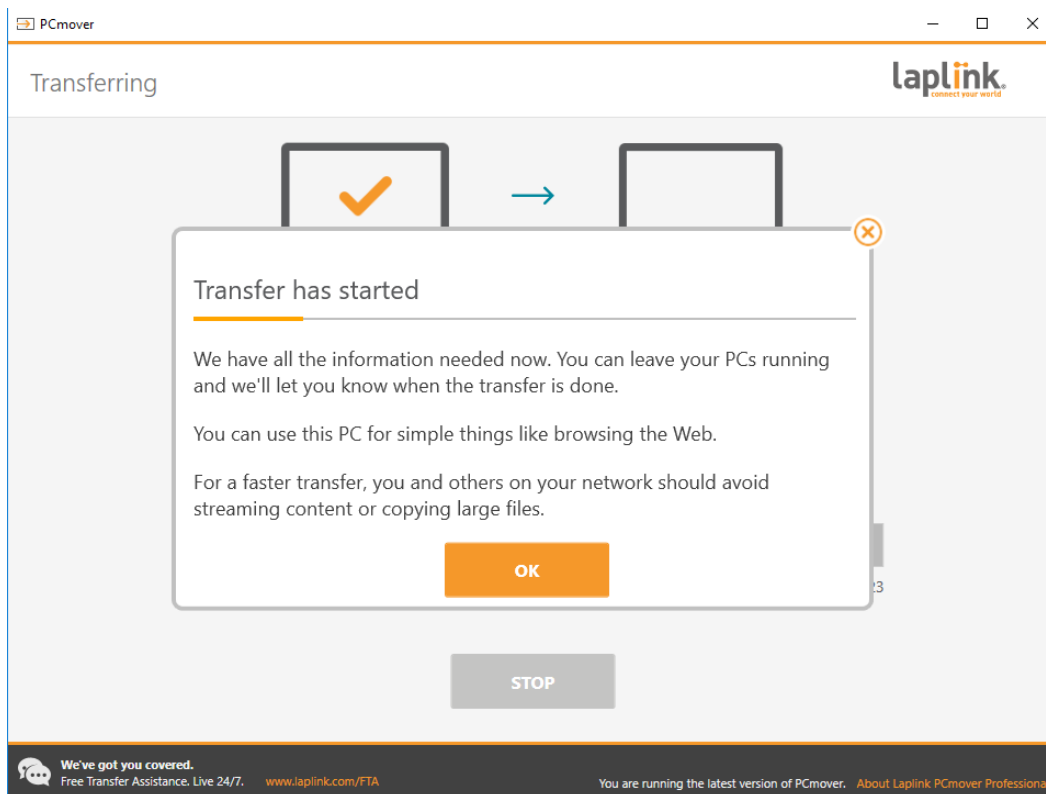 PCmover
Transferring
laplink.
connect your world
Transfer has started
We have all the information needed now. You can leave your PCs running
and we'll let you know when the transfer is done.
You can use this PC for simple things like browsing the Web.
For a faster transfer, you and others on your network should avoid
streaming content or copying large files.
OK
23
STOP
We've got you covered.
Free Transfer Assistance. Live 24/7. www.laplink.com/FTA
You are running the latest version of PCmover. About Laplink PCmover Professiona